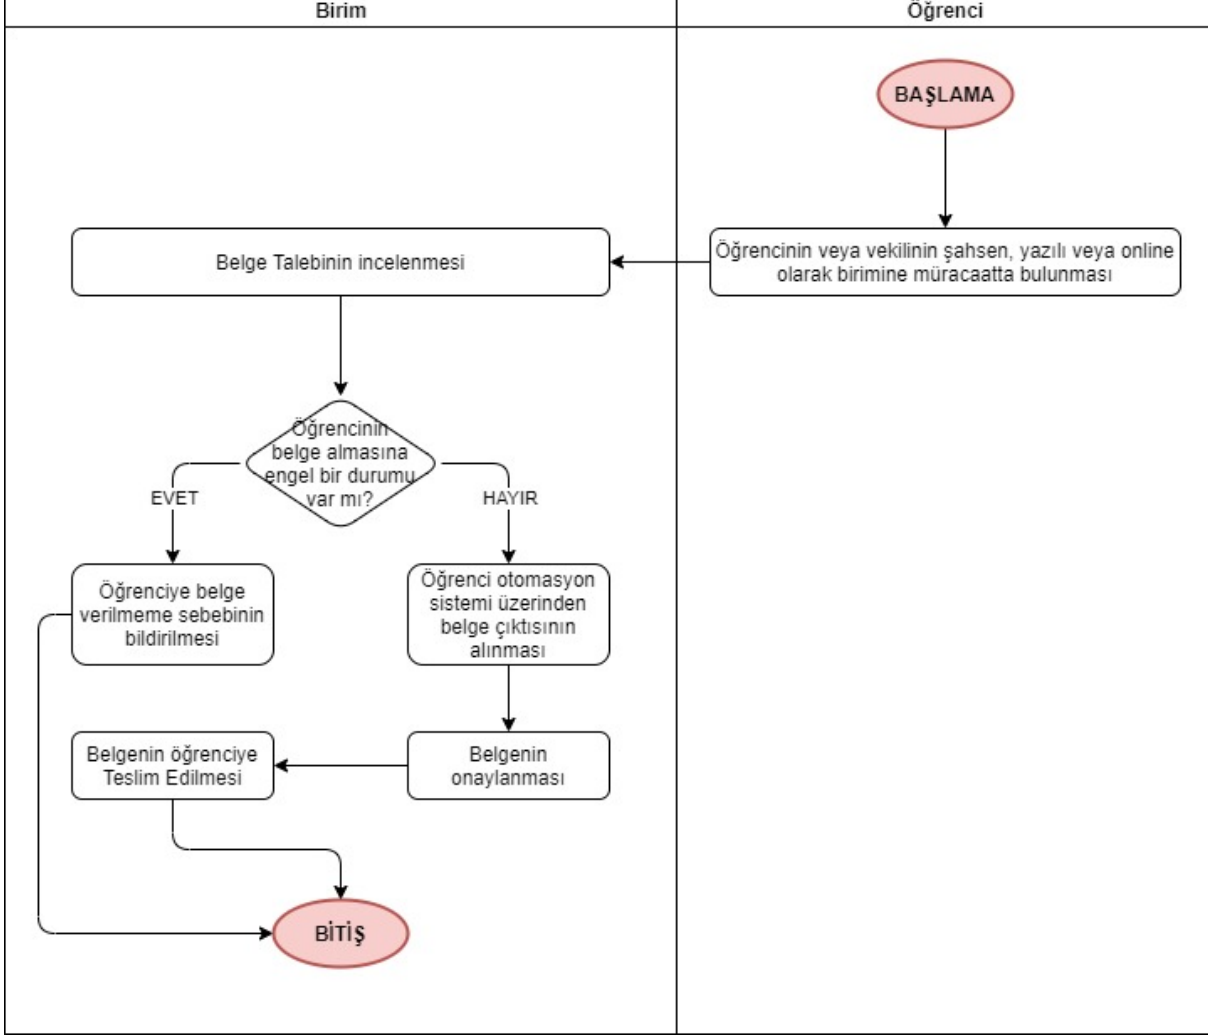 Birim
Öğrenci
BAŞLAMA
Öğrencinin veya vekilinin şahsen, yazılı veya online
olarak birimine müracaatta bulunması
Belge Talebinin incelenmesi
Öğrencinin
belge almasına
engel bir durumu
var mı?
EVET
HAYIR
Öğrenciye belge
verilmeme sebebinin
bildirilmesi
Öğrenci otomasyon
sistemi üzerinden
belge çıktısının
alınması
Belgenin
onaylanması
Belgenin öğrenciye
Teslim Edilmesi
BİTİŞ